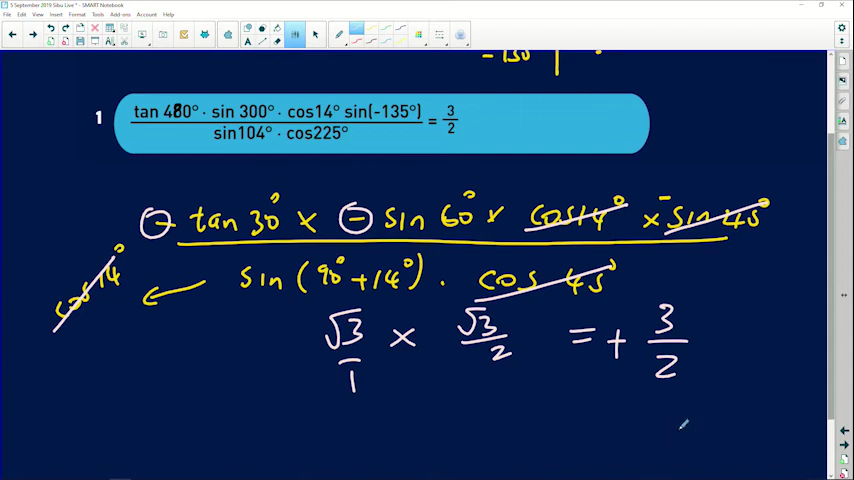 5 September 2019 Sibu Live* - SMART Notebook
File Edit View Insert Format Tools Add-ons Account Help
- 130
1
tan 480° · sin 300° · cos14° sin(-135°) / sin104° · cos225° = 3/2
- tan 30° × - sin 60° × cos14° × - sin 45°
cos 14° ← sin (90° + 14°) . cos 45°
√3/1 × √3/2 = + 3/2